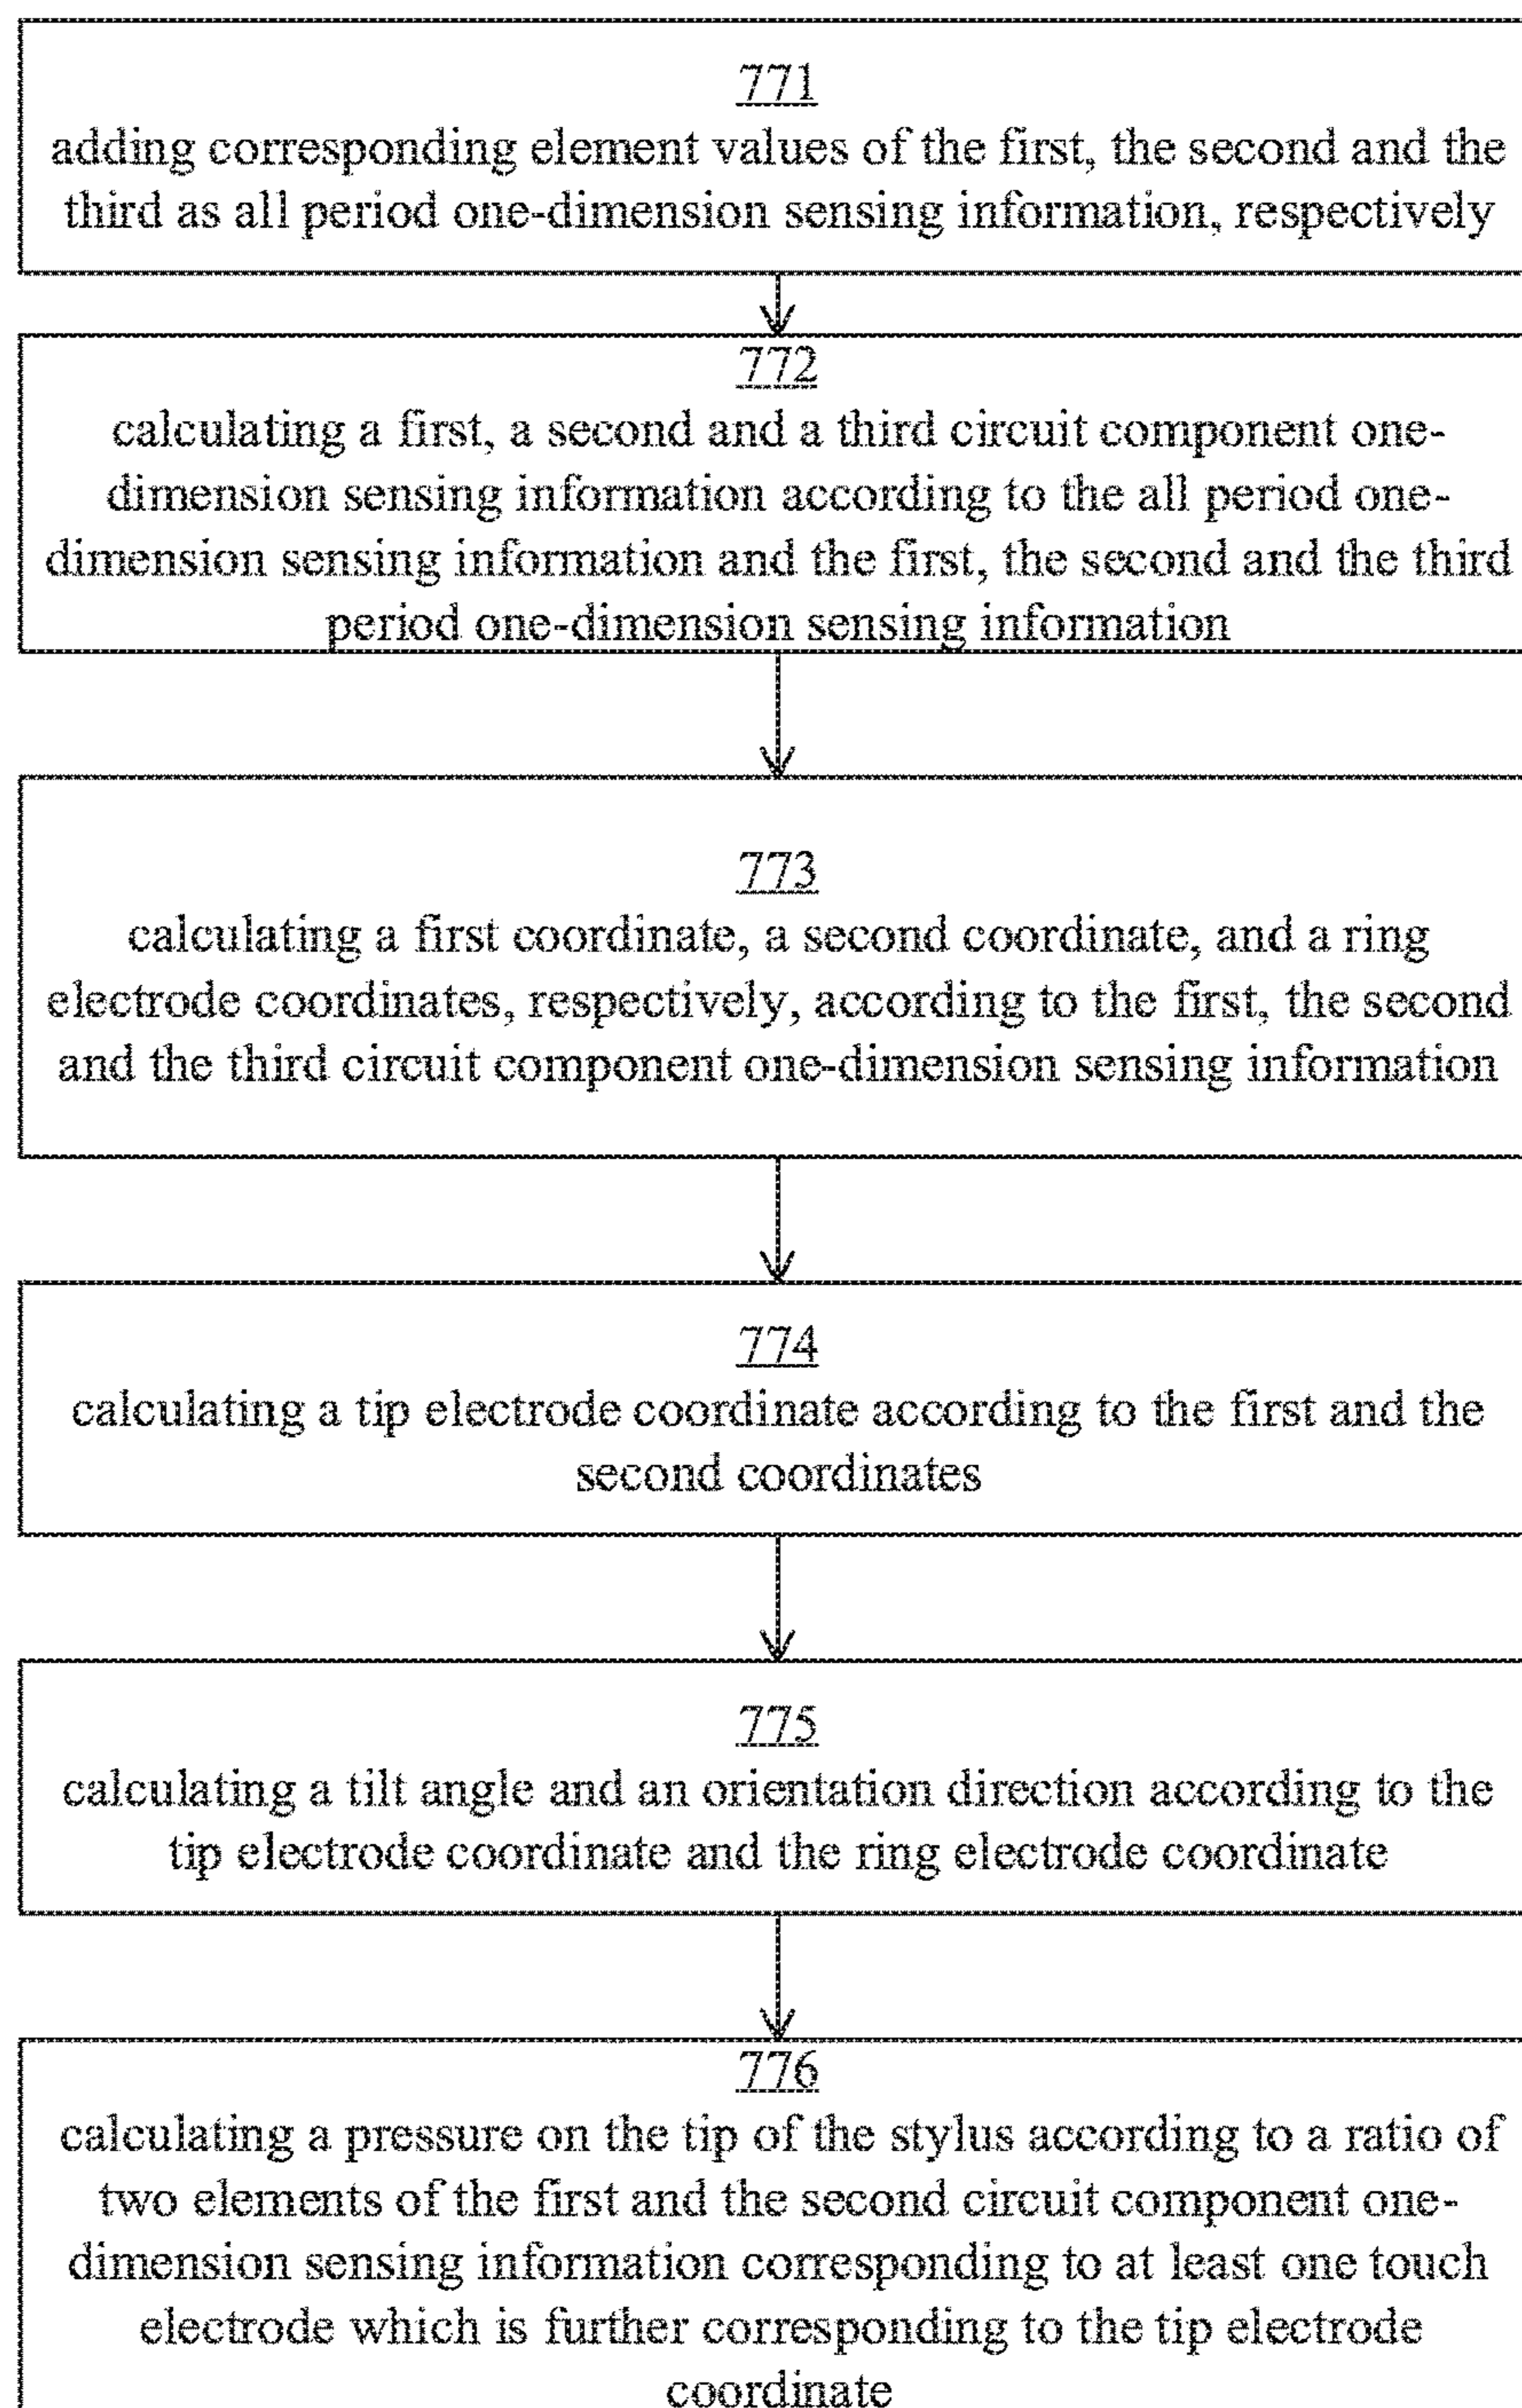 771
adding corresponding element values of the first, the second and the
third as all period one-dimension sensing information, respectively
772
calculating a first, a second and a third circuit component one-
dimension sensing information according to the all period one-
dimension sensing information and the first, the second and the third
period one-dimension sensing information
773
calculating a first coordinate, a second coordinate, and a ring
electrode coordinates, respectively, according to the first, the second
and the third circuit component one-dimension sensing information
774
calculating a tip electrode coordinate according to the first and the
second coordinates
775
calculating a tilt angle and an orientation direction according to the
tip electrode coordinate and the ring electrode coordinate
776
calculating a pressure on the tip of the stylus according to a ratio of
two elements of the first and the second circuit component one-
dimension sensing information corresponding to at least one touch
electrode which is further corresponding to the tip electrode
coordinate